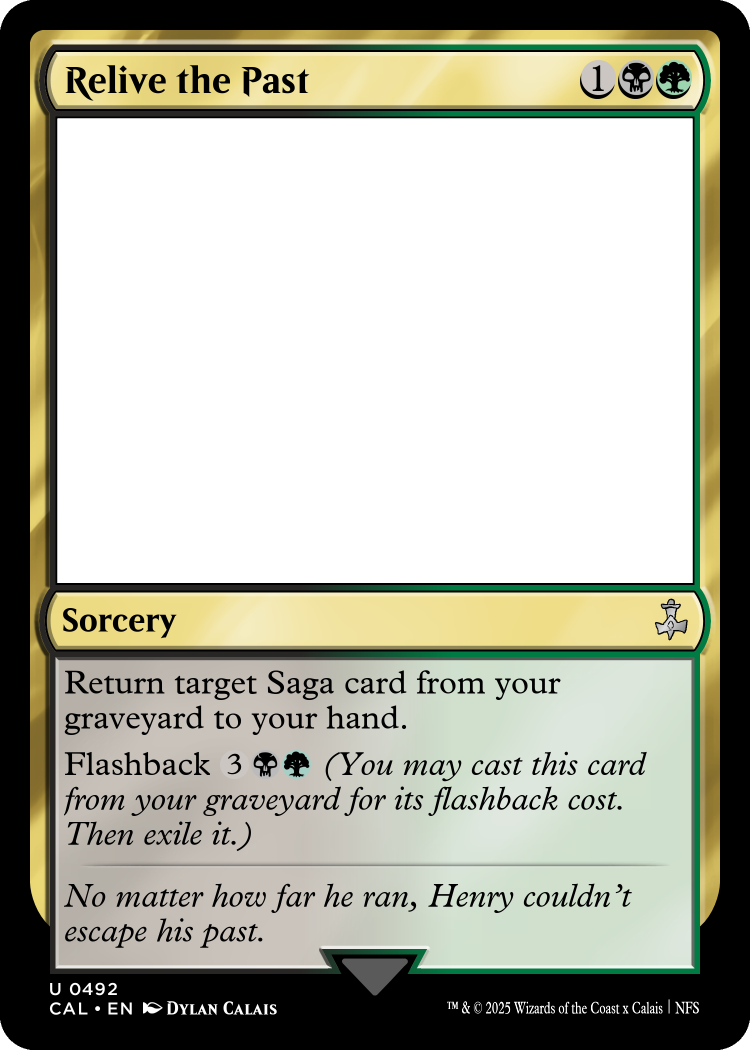 Relive the Past 1
Sorcery
Return target Saga card from your
graveyard to your hand.
Flashback 3 (You may cast this card
from your graveyard for its flashback cost.
Then exile it.)
No matter how far he ran, Henry couldn't
escape his past.
U 0492
CAL • EN DYLAN CALAIS
™ & © 2025 Wizards of the Coast x Calais | NFS